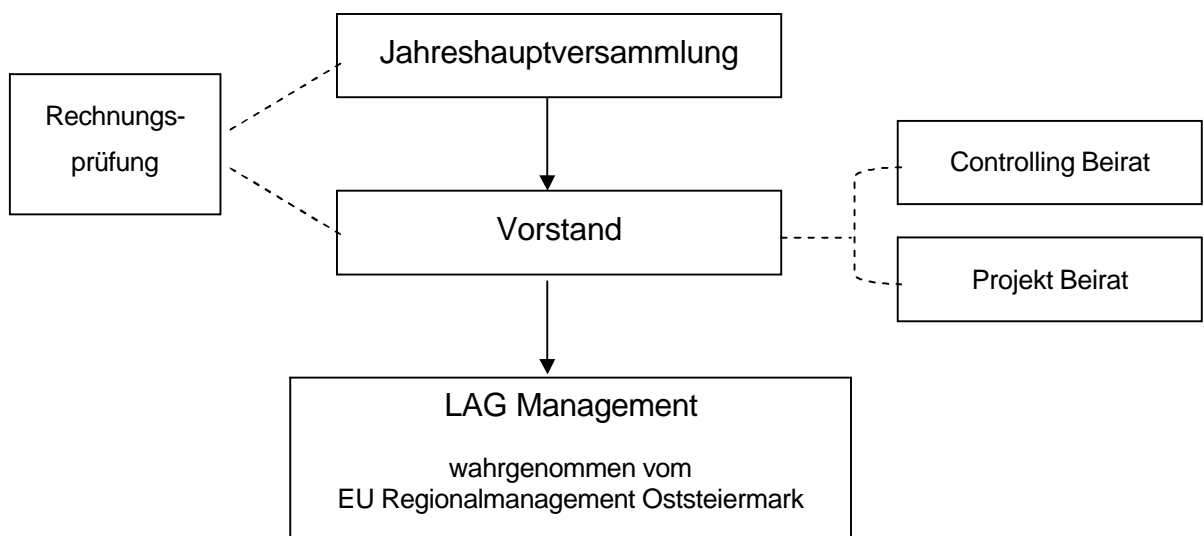 Jahreshauptversammlung
Rechnungs-
prüfung
Controlling Beirat
Vorstand
Projekt Beirat
LAG Management
wahrgenommen vom
EU Regionalmanagement Oststeiermark